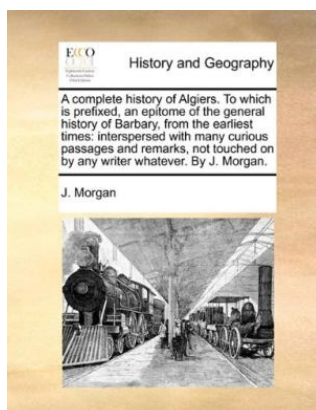 ECCO
History and Geography
A complete history of Algiers. To which
is prefixed, an epitome of the general
history of Barbary, from the earliest
times: interspersed with many curious
passages and remarks, not touched on
by any writer whatever. By J. Morgan.
J. Morgan